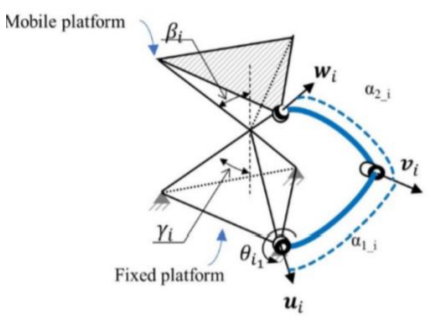 Mobile platform
βᵢ
wᵢ
α₂_ᵢ
vᵢ
γᵢ
α₁_ᵢ
θᵢ₁
Fixed platform
uᵢ